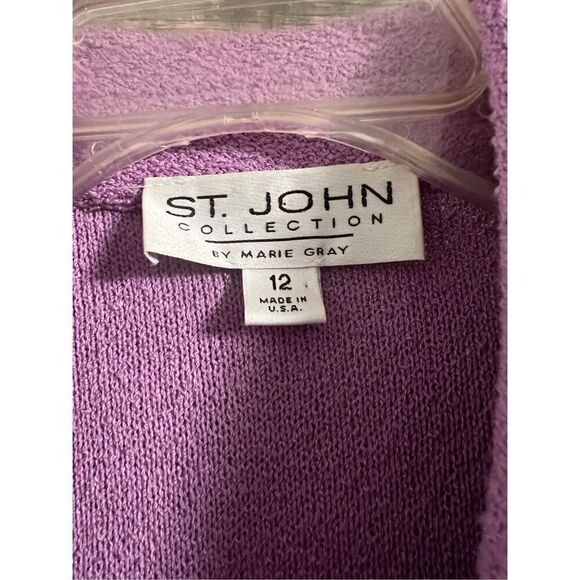 ST. JOHN
COLLECTION
BY MARIE GRAY
12
MADE IN
U.S.A.